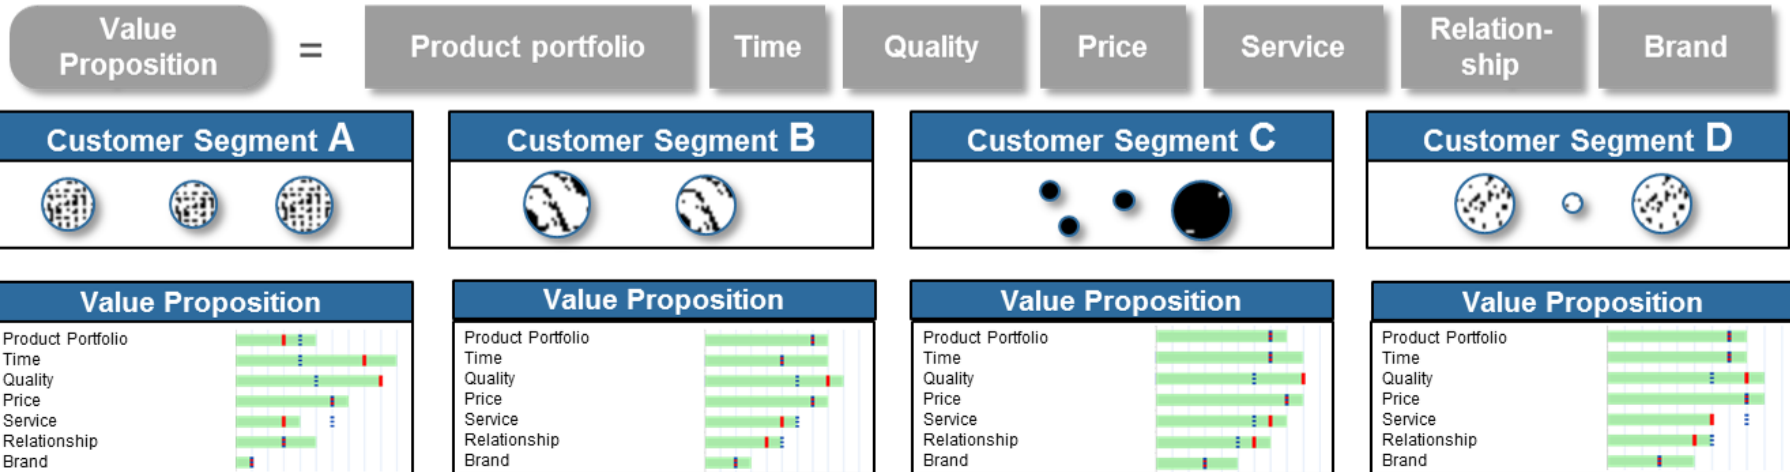 Value
Proposition
=
Product portfolio
Time
Quality
Price
Service
Relation-
ship
Brand
Customer Segment A
Customer Segment B
Customer Segment C
Customer Segment D
Value Proposition
Product Portfolio
Time
Quality
Price
Service
Relationship
Brand
Value Proposition
Product Portfolio
Time
Quality
Price
Service
Relationship
Brand
Value Proposition
Product Portfolio
Time
Quality
Price
Service
Relationship
Brand
Value Proposition
Product Portfolio
Time
Quality
Price
Service
Relationship
Brand